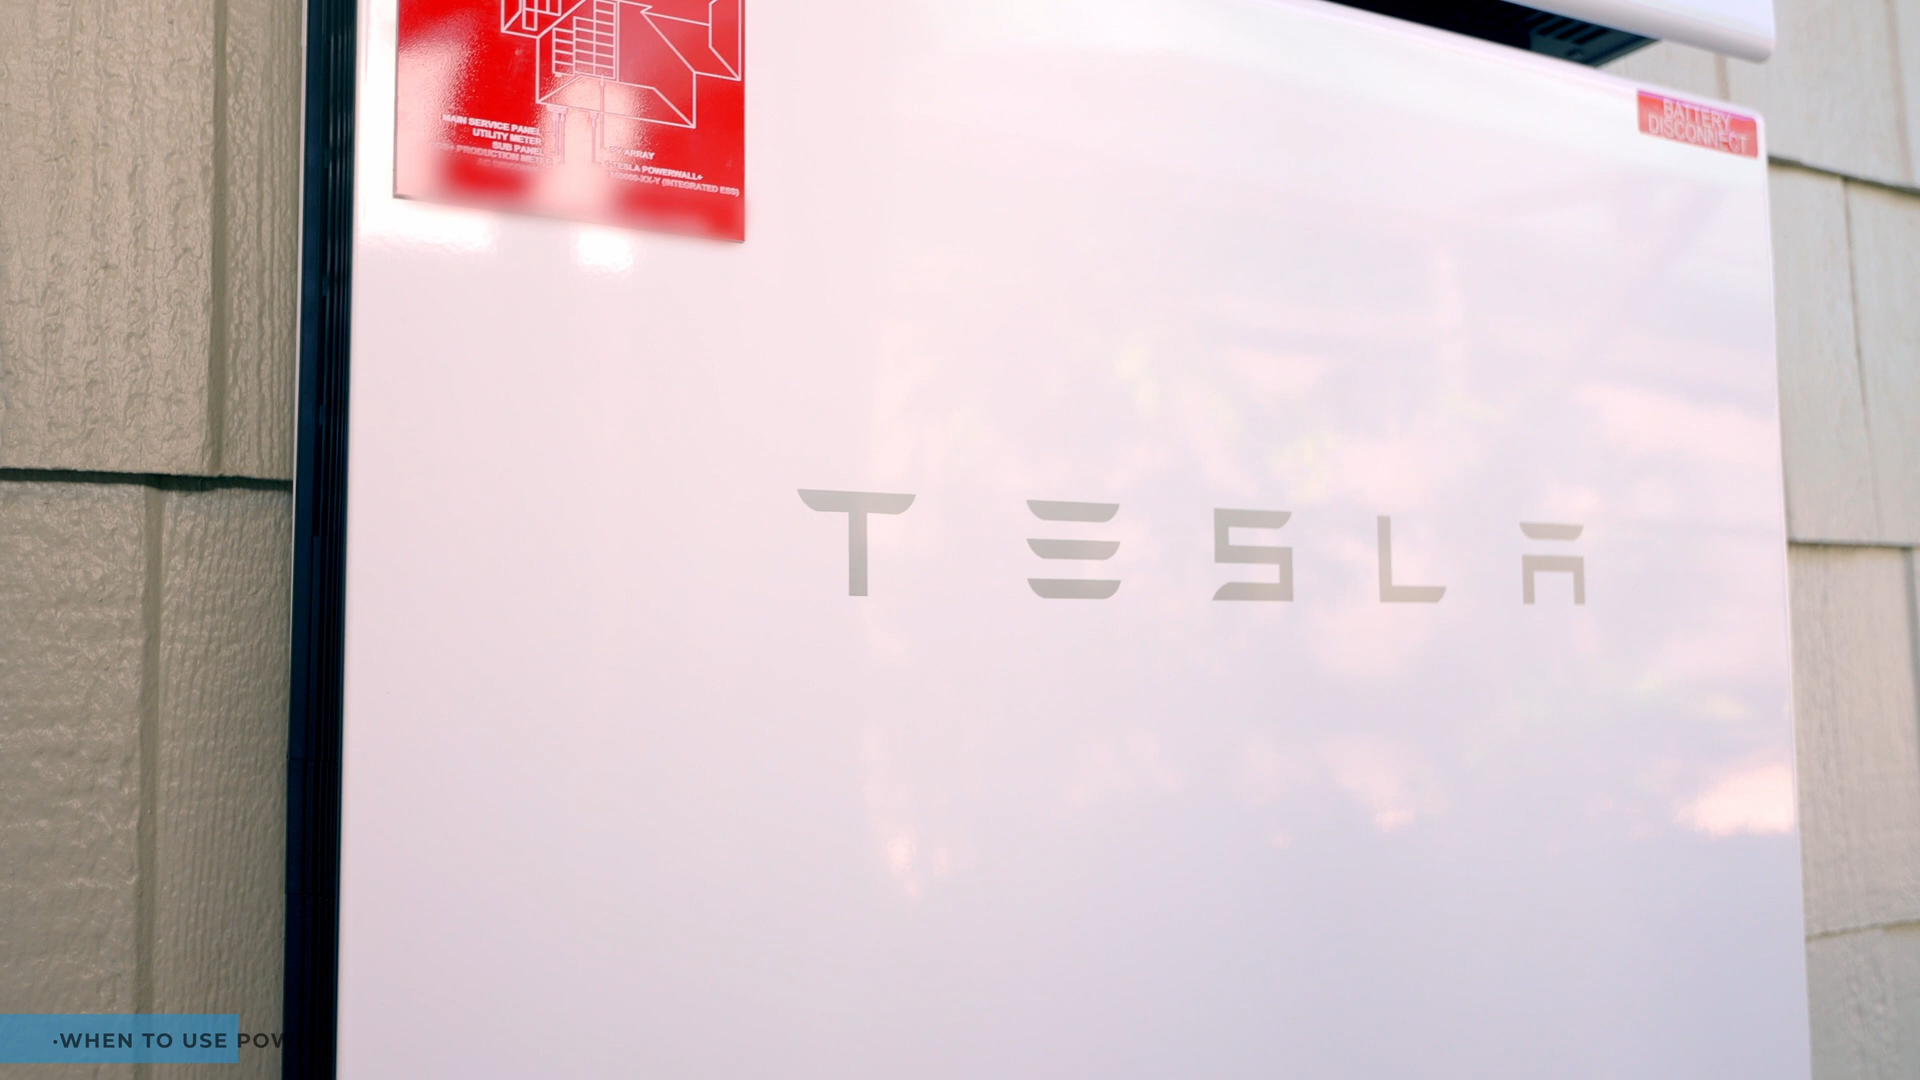 MAIN SERVICE PANEL
UTILITY METER
SUB PANEL
PRODUCTION METER
ARRAY
TESLA POWERWALL+
(INTEGRATED ESS)
BATTERY
DISCONNECT
TESLA
·WHEN TO USE POW